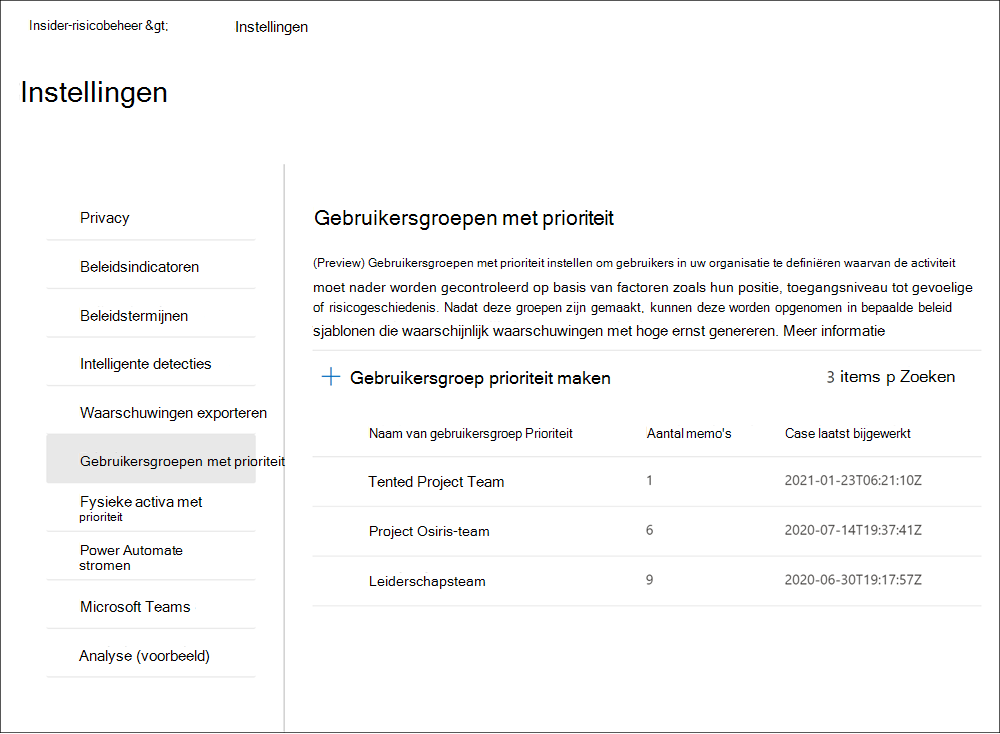 Insider-risicobeheer &gt; Instellingen
Instellingen
Privacy
Beleidsindicatoren
Beleidstermijnen
Intelligente detecties
Waarschuwingen exporteren
Gebruikersgroepen met prioriteit
Fysieke activa met
prioriteit
Power Automate
stromen
Microsoft Teams
Analyse (voorbeeld)
Gebruikersgroepen met prioriteit
(Preview) Gebruikersgroepen met prioriteit instellen om gebruikers in uw organisatie te definiëren waarvan de activiteit
moet nader worden gecontroleerd op basis van factoren zoals hun positie, toegangsniveau tot gevoelige
of risicogeschiedenis. Nadat deze groepen zijn gemaakt, kunnen deze worden opgenomen in bepaalde beleid
sjablonen die waarschijnlijk waarschuwingen met hoge ernst genereren. Meer informatie
Gebruikersgroep prioriteit maken 3 items p Zoeken
Naam van gebruikersgroep Prioriteit Aantal memo's Case laatst bijgewerkt
Tented Project Team 1 2021-01-23T06:21:10Z
Project Osiris-team 6 2020-07-14T19:37:41Z
Leiderschapsteam 9 2020-06-30T19:17:57Z